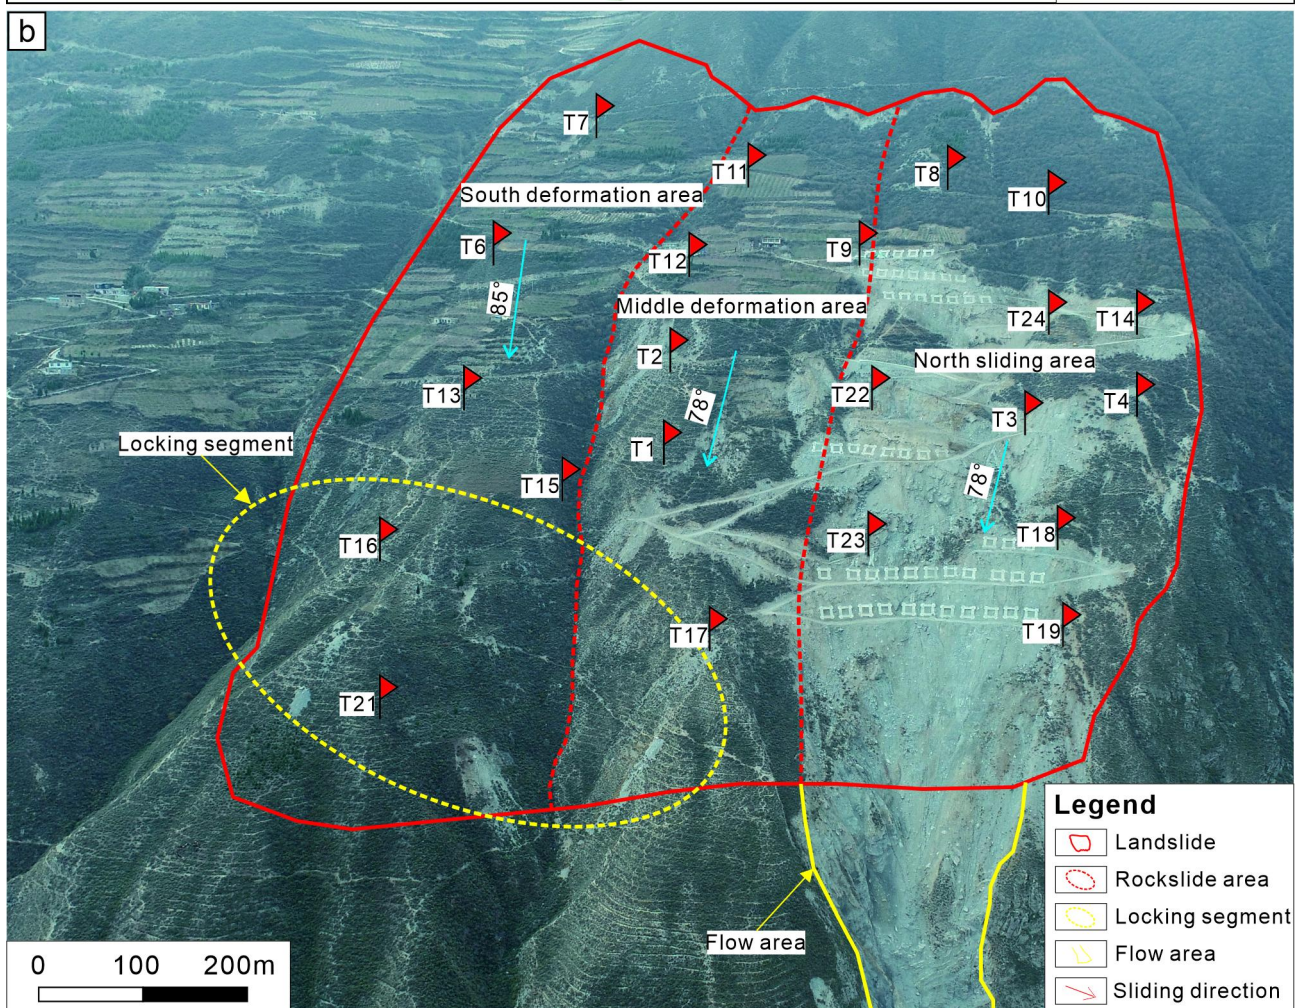 b
T7
T11
T8
T10
South deformation area
T6
T12
T9
85°
Middle deformation area
T24
T14
T2
North sliding area
T13
78°
T22
T3
T4
Locking segment
T1
T15
78°
T16
T23
T18
T17
T19
T21
Flow area
Legend
Landslide
Rockslide area
Locking segment
Flow area
Sliding direction
0 100 200m